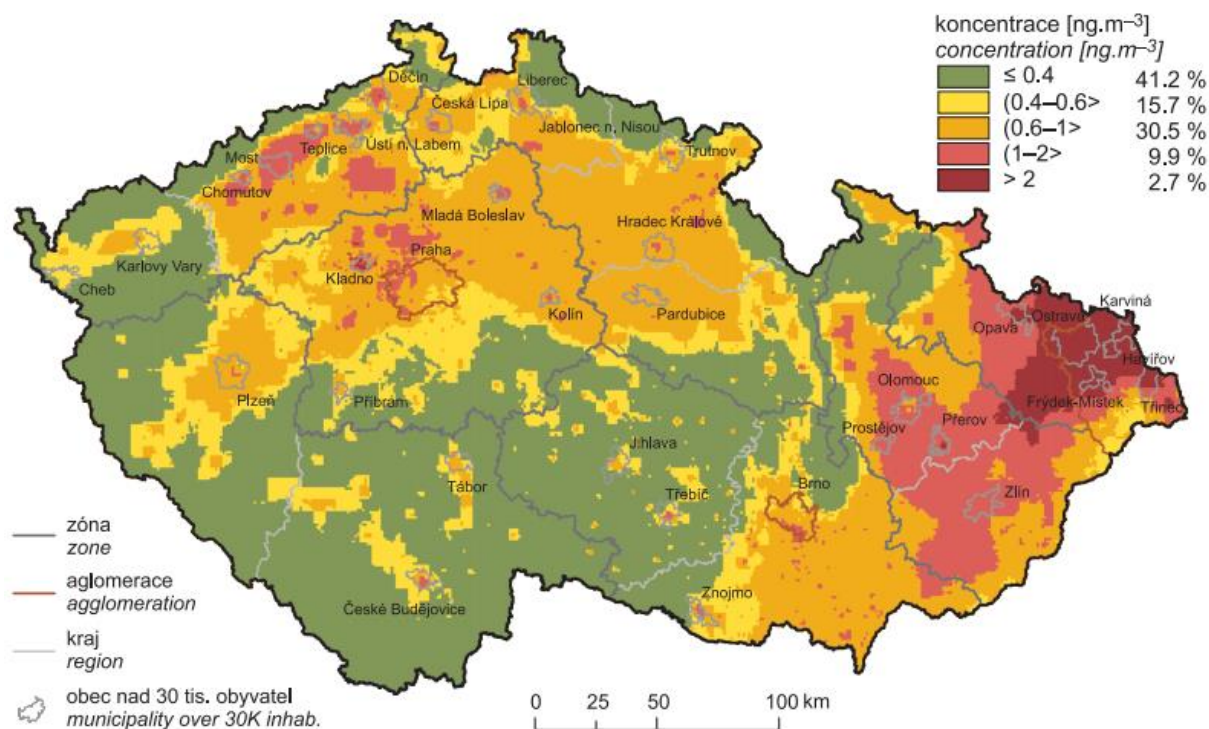 koncentrace [ng.m–3]
concentration [ng.m–3]
≤ 0.4 41.2 %
(0.4–0.6> 15.7 %
(0.6–1> 30.5 %
(1–2> 9.9 %
> 2 2.7 %
Děčín
Liberec
Česká Lípa
Jablonec n. Nisou
Teplice
Ústí n. Labem
Trutnov
Most
Chomutov
Mladá Boleslav
Hradec Králové
Praha
Karlovy Vary
Kladno
Cheb
Kolín
Pardubice
Karviná
Ostrava
Opava
Havířov
Olomouc
Plzeň
Příbram
Frýdek-Místek
Třinec
Prostějov
Přerov
Jihlava
Tábor
Třebíč
Brno
Zlín
České Budějovice
Znojmo
zóna
zone
aglomerace
agglomeration
kraj
region
obec nad 30 tis. obyvatel
municipality over 30K inhab.
0 25 50 100 km